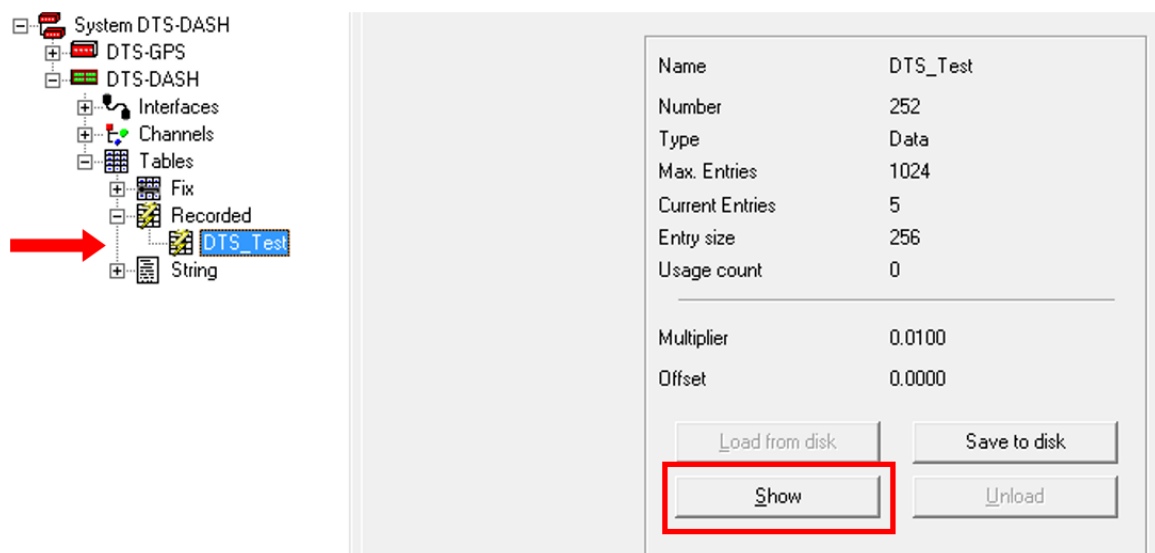 System DTS-DASH
DTS-GPS
DTS-DASH
Interfaces
Channels
Tables
Fix
Recorded
DTS_Test
String
Name DTS_Test
Number 252
Type Data
Max. Entries 1024
Current Entries 5
Entry size 256
Usage count 0
Multiplier 0.0100
Offset 0.0000
Load from disk Save to disk
Show Unload